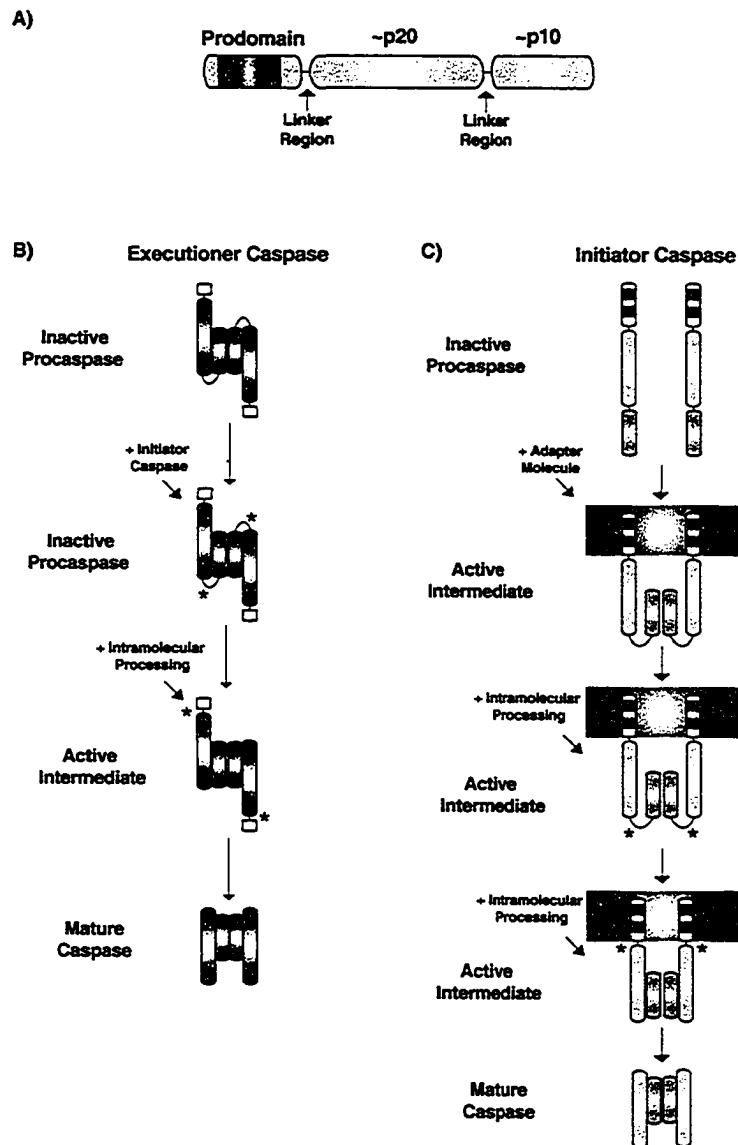 A)
Prodomain ~p20 ~p10
Linker Region
Linker Region
B) Executioner Caspase
Inactive
Procaspase
+ Initiator
Caspase
Inactive
Procaspase
* *
+ Intramolecular
Processing
*
Active
Intermediate
*
Mature
Caspase
C) Initiator Caspase
Inactive
Procaspase
+ Adapter
Molecule
Active
Intermediate
+ Intramolecular
Processing
Active
Intermediate
* *
+ Intramolecular
Processing
* *
Active
Intermediate
Mature
Caspase